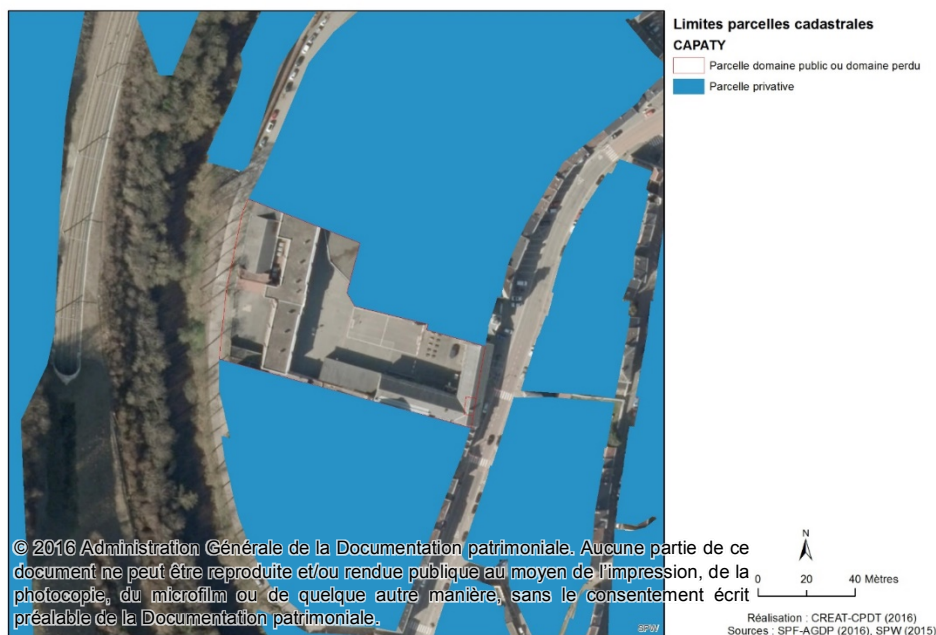 Limites parcelles cadastrales
CAPATY
Parcelle domaine public ou domaine perdu
Parcelle privative
© 2016 Administration Générale de la Documentation patrimoniale. Aucune partie de ce
document ne peut être reproduite et/ou rendue publique au moyen de l'impression, de la
photocopie, du microfilm ou de quelque autre manière, sans le consentement écrit
préalable de la Documentation patrimoniale.
SPW
N
0 20 40 Mètres
Réalisation : CREAT-CPDT (2016)
Sources : SPF-AGDP (2016), SPW (2015)